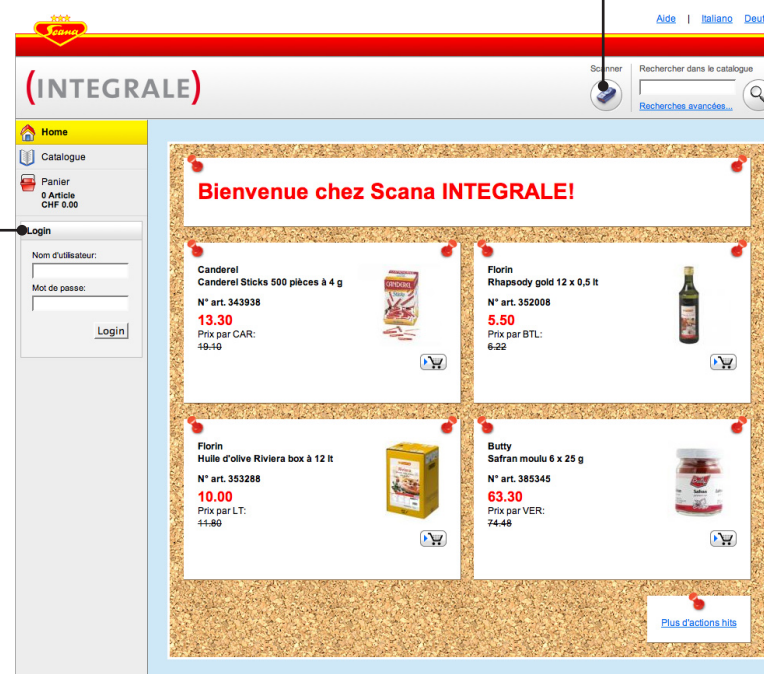 Aide | Italiano
Scana
(INTEGRALE)
Scanner
Rechercher dans le catalogue
Recherches avancées...
Home
Catalogue
Panier
0 Article
CHF 0.00
Login
Nom d'utilisateur:
Mot de passe:
Login
Bienvenue chez Scana INTEGRALE!
Canderel
Canderel Sticks 500 pièces à 4 g
N° art. 343938
13.30
Prix par CAR:
19.10
Florin
Rhapsody gold 12 x 0,5 lt
N° art. 352008
5.50
Prix par BTL:
6.22
Florin
Huile d'olive Riviera box à 12 lt
N° art. 353288
10.00
Prix par LT:
11.80
Butty
Safran moulu 6 x 25 g
N° art. 385345
63.30
Prix par VER:
74.48
Plus d'actions hits